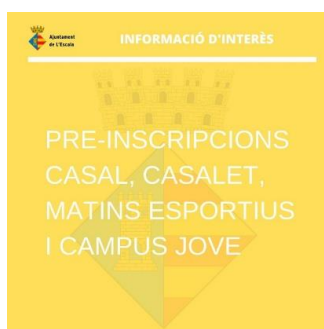 Ajuntament
de L'Escala
INFORMACIÓ D'INTERÈS
PRE-INSCRIPCIONS
CASAL, CASALET,
MATINS ESPORTIUS
I CAMPUS JOVE